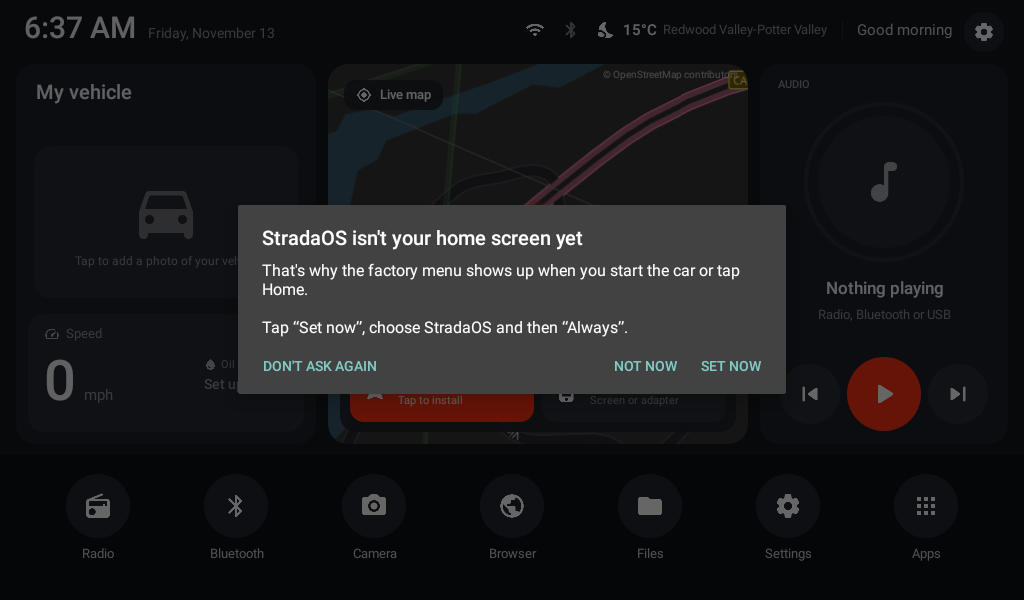 6:37 AM
Friday, November 13
15°C
Redwood Valley-Potter Valley
Good morning
My vehicle
Tap to add a photo of your
Speed
0
mph
Oil
Set
© OpenStreetMap contributors
CA
Live map
StradaOS isn't your home screen yet
That's why the factory menu shows up when you start the car or tap
Home.
Tap “Set now”, choose StradaOS and then “Always”.
DON'T ASK AGAIN
NOT NOW
SET NOW
Tap to install
Screen or adapter
AUDIO
Nothing playing
Radio, Bluetooth or USB
Radio
Bluetooth
Camera
Browser
Files
Settings
Apps